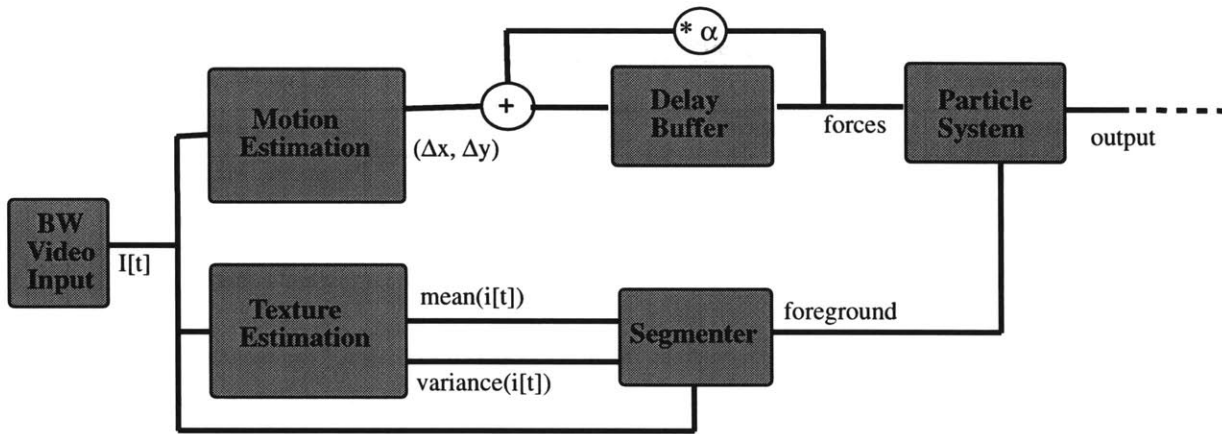 * α
Motion
Estimation
+
Delay
Buffer
Particle
System
(Δx, Δy)
forces
output
BW
Video
Input
I[t]
Texture
Estimation
mean(i[t])
variance(i[t])
Segmenter
foreground